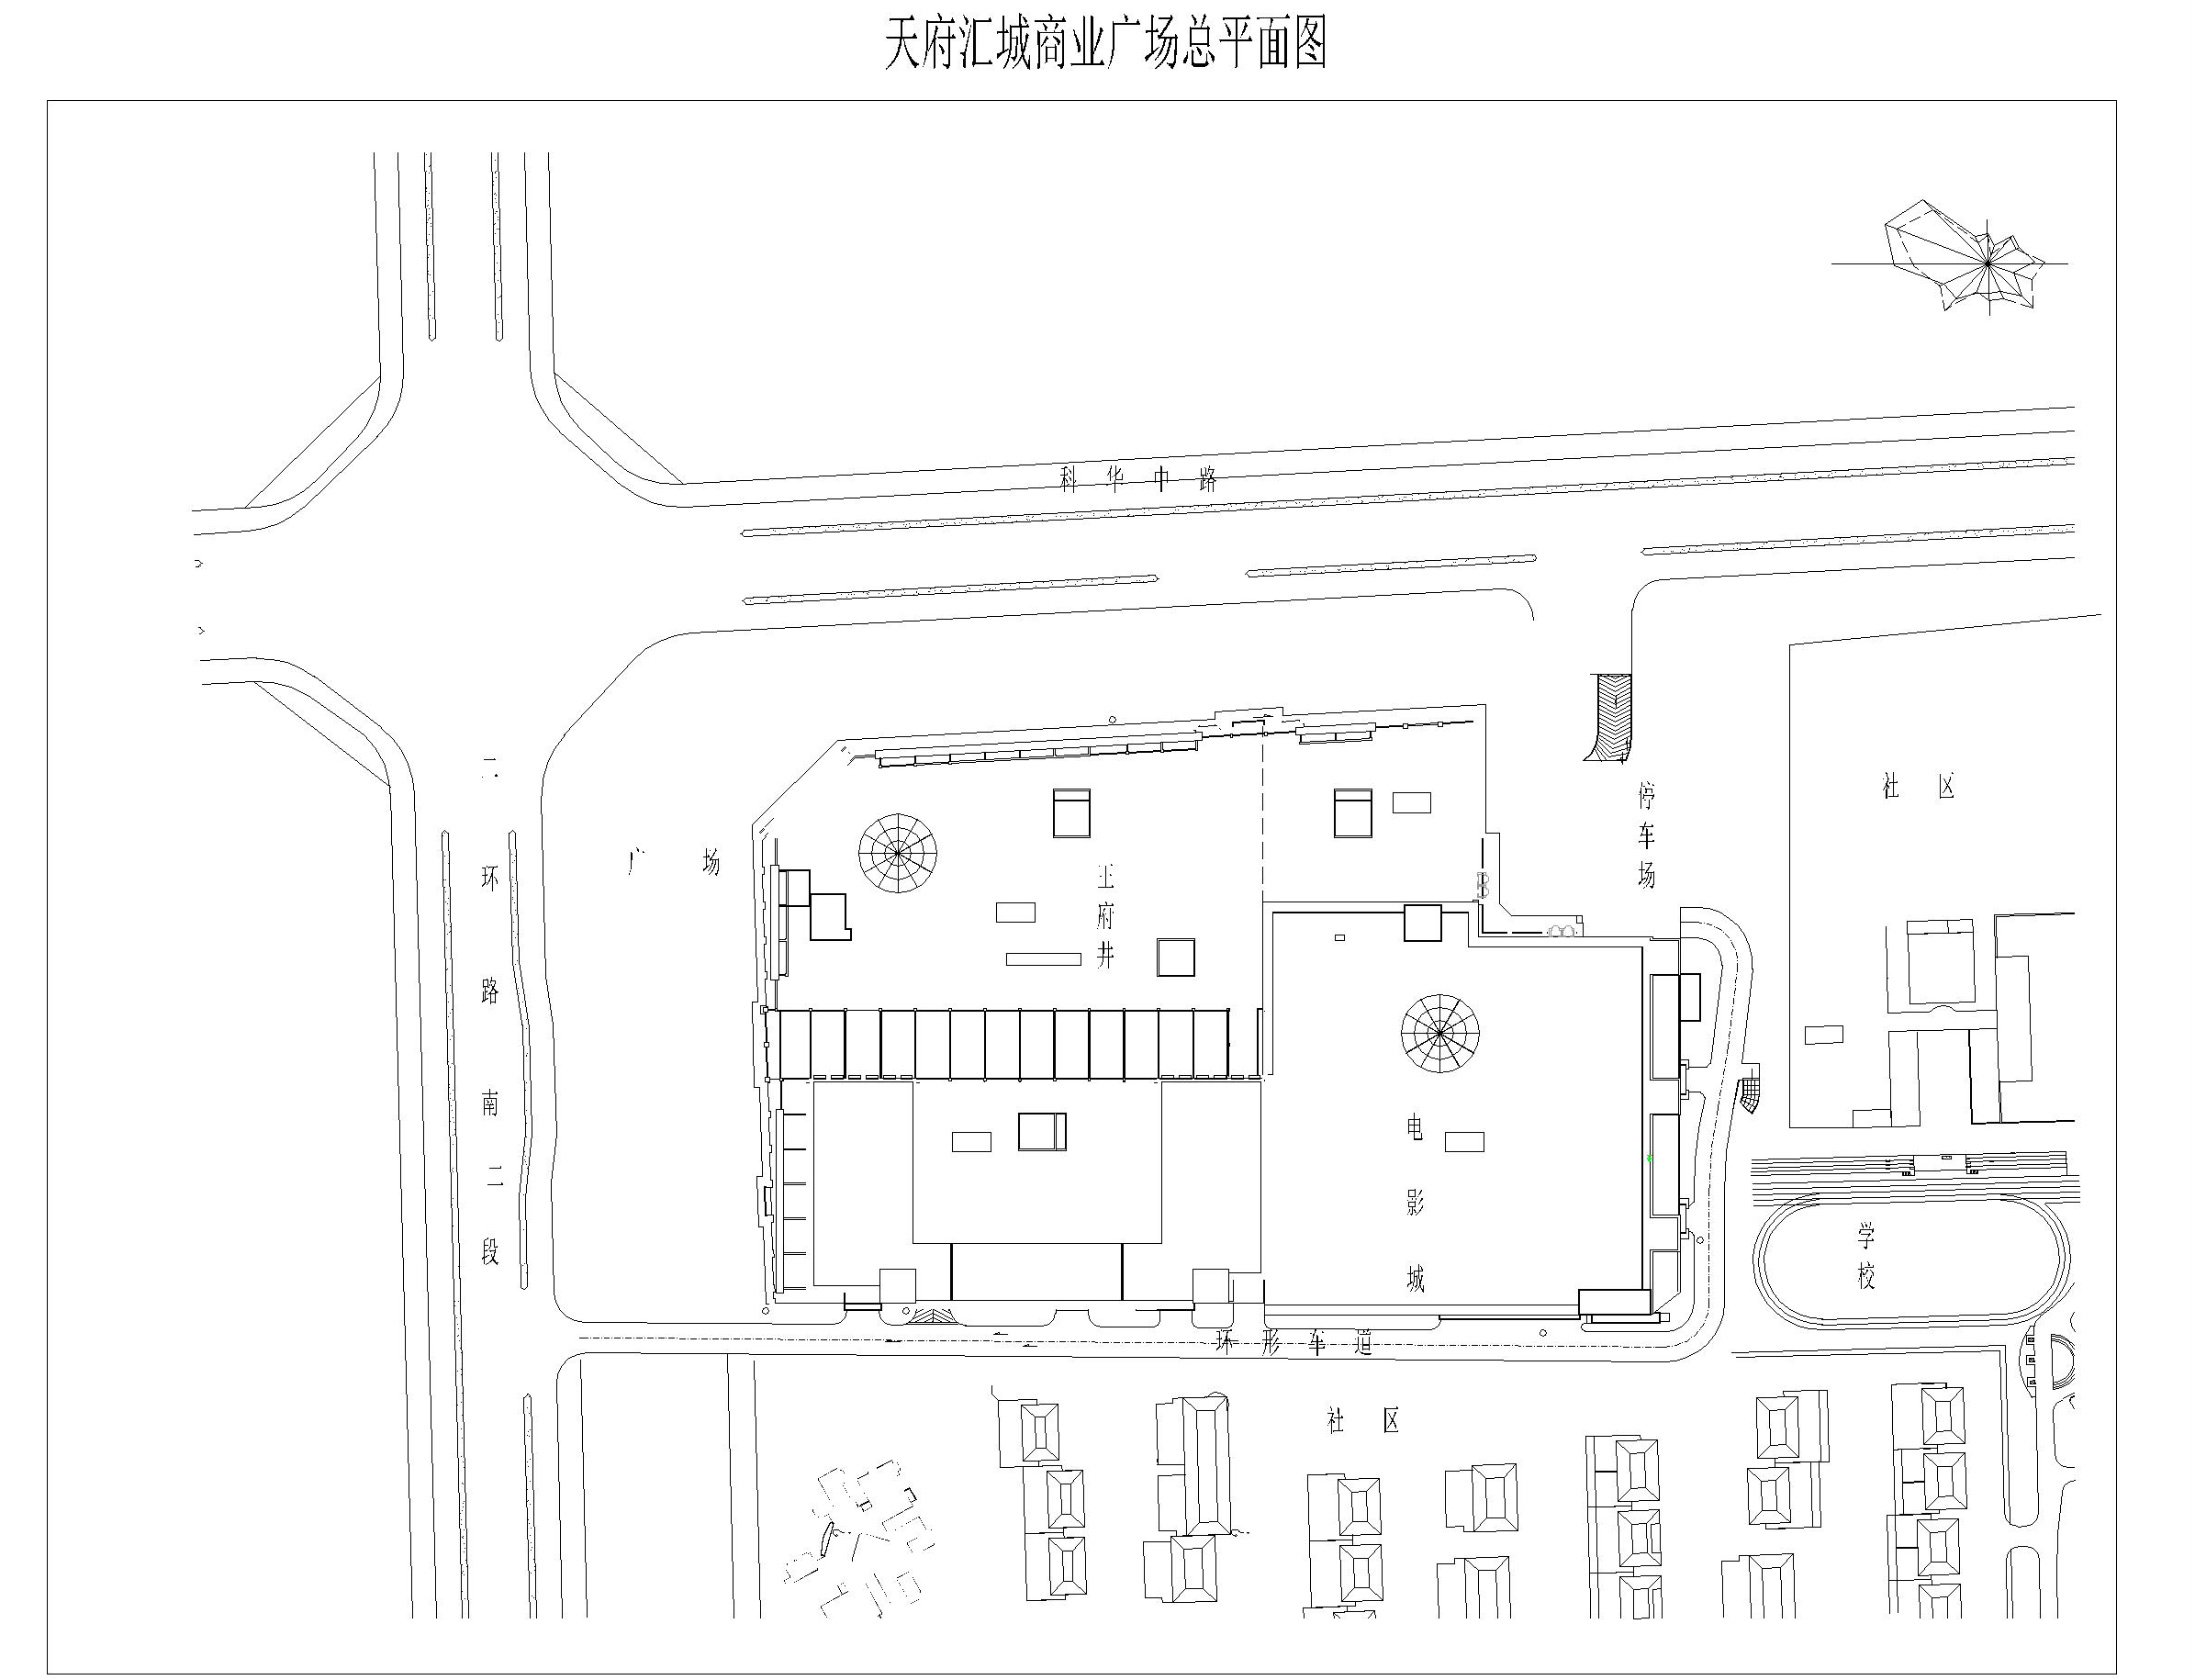 天府汇城商业广场总平面图
科华中路
二环路南二段
广场
王府井
停车场
社区
电影城
学校
环形车道
社区